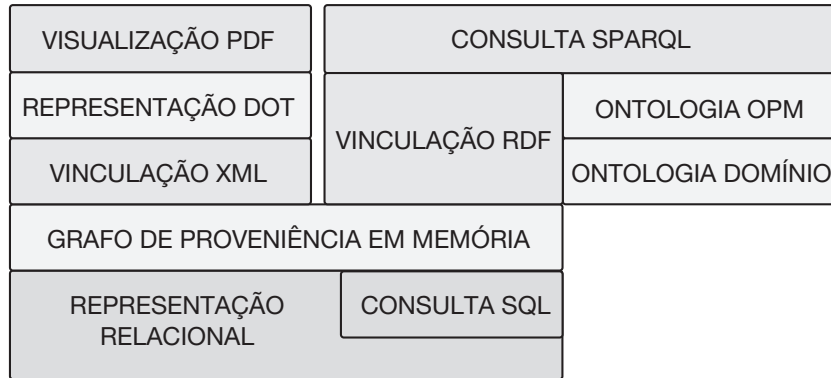 VISUALIZAÇÃO PDF
CONSULTA SPARQL
REPRESENTAÇÃO DOT
VINCULAÇÃO RDF
ONTOLOGIA OPM
VINCULAÇÃO XML
ONTOLOGIA DOMÍNIO
GRAFO DE PROVENIÊNCIA EM MEMÓRIA
REPRESENTAÇÃO
RELACIONAL
CONSULTA SQL